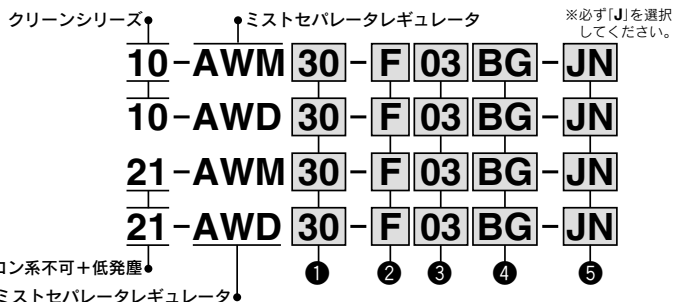 クリーンシリーズ
ミストセパレータレギュレータ
※必ず「J」を選択
してください。
10-AWM 30-F 03 BG-JN
10-AWD 30-F 03 BG-JN
21-AWM 30-F 03 BG-JN
21-AWD 30-F 03 BG-JN
コン系不可+低発塵
ミストセパレータレギュレータ
❶ ❷ ❸ ❹ ❺